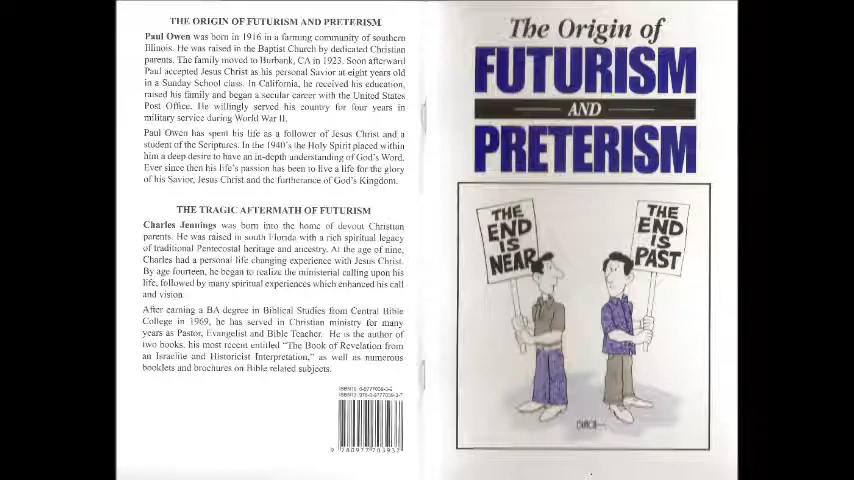 THE ORIGIN OF FUTURISM AND PRETERISM
Paul Owen was born in 1916 in a farming community of southern
Illinois. He was raised in the Baptist Church by dedicated Christian
parents. The family moved to Burbank, CA in 1923. Soon afterward
Paul accepted Jesus Christ as his personal Savior at eight years old
in a Sunday School class. In California, he received his education,
raised his family and began a secular career with the United States
Post Office. He willingly served his country for four years in
military service during World War II.
Paul Owen has spent his life as a follower of Jesus Christ and a
student of the Scriptures. In the 1940's the Holy Spirit placed within
him a deep desire to have an in-depth understanding of God's Word.
Ever since then his life's passion has been to live a life for the glory
of his Savior, Jesus Christ and the furtherance of God's Kingdom.
THE TRAGIC AFTERMATH OF FUTURISM
Charles Jennings was born into the home of devout Christian
parents. He was raised in south Florida with a rich spiritual legacy
of traditional Pentecostal heritage and ancestry. At the age of nine,
Charles had a personal life changing experience with Jesus Christ.
By age fourteen, he began to realize the ministerial calling upon his
life, followed by many spiritual experiences which enhanced his call
and vision.
After earning a BA degree in Biblical Studies from Central Bible
College in 1969, he has served in Christian ministry for many
years as Pastor, Evangelist and Bible Teacher. He is the author of
two books, his most recent entitled “The Book of Revelation from
an Israelite and Historicist Interpretation,” as well as numerous
booklets and brochures on Bible related subjects.
9 780977 703937
The Origin of
FUTURISM
AND
PRETERISM
THE
END
IS
NEAR
THE
END
IS
PAST